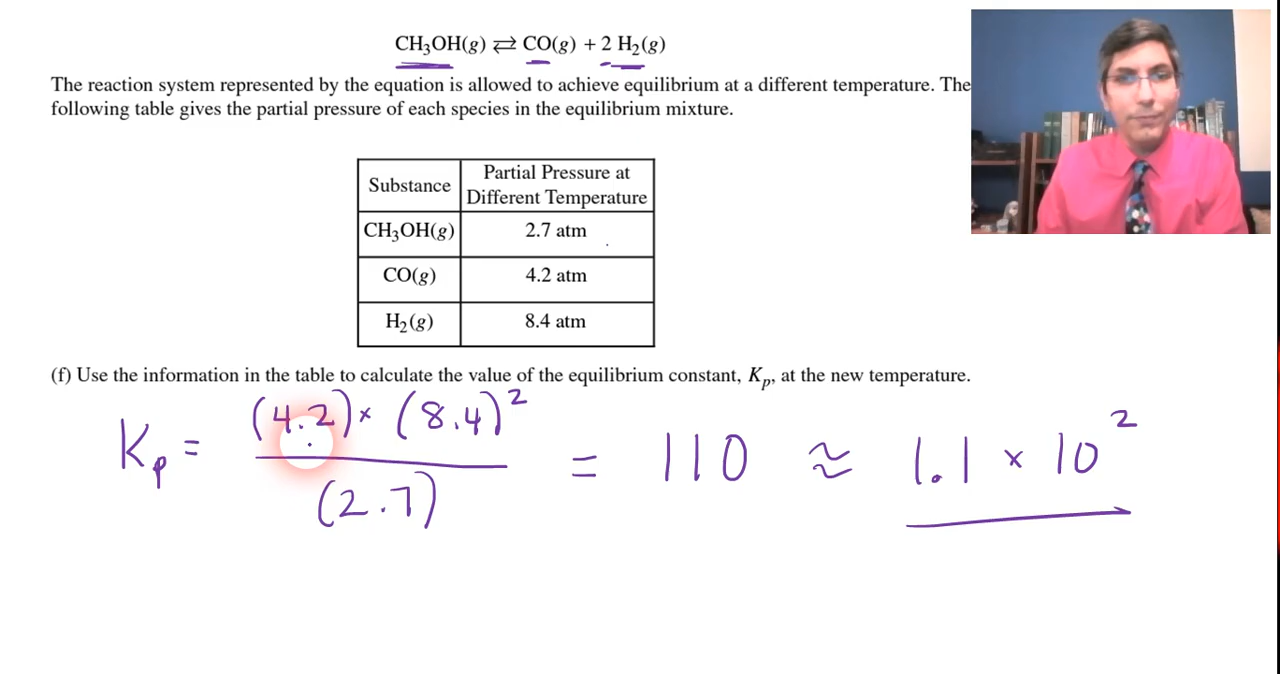 CH₃OH(g) ⇄ CO(g) + 2 H₂(g)
The reaction system represented by the equation is allowed to achieve equilibrium at a different temperature. The
following table gives the partial pressure of each species in the equilibrium mixture.
Substance | Partial Pressure at Different Temperature
CH₃OH(g) | 2.7 atm
CO(g) | 4.2 atm
H₂(g) | 8.4 atm
(f) Use the information in the table to calculate the value of the equilibrium constant, Kₚ, at the new temperature.
Kₚ = (4.2) × (8.4)² / (2.7) = 110 ≈ 1.1 × 10²